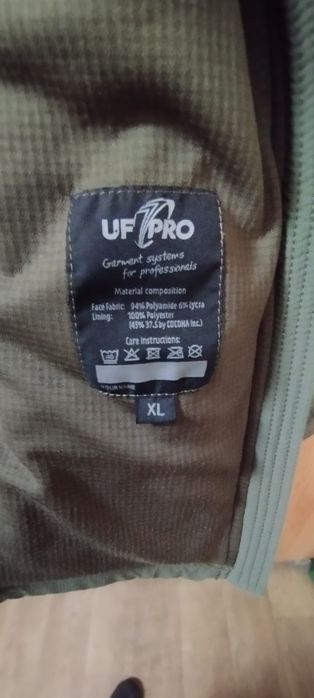 UF PRO
Garment systems
for professionals
Material composition
Face Fabric: 94% Polyamide 6% Lycra
Lining: 100% Polyester
(45% 37.5 by COCONA Inc.)
Care Instructions:
YOUR NAME
XL